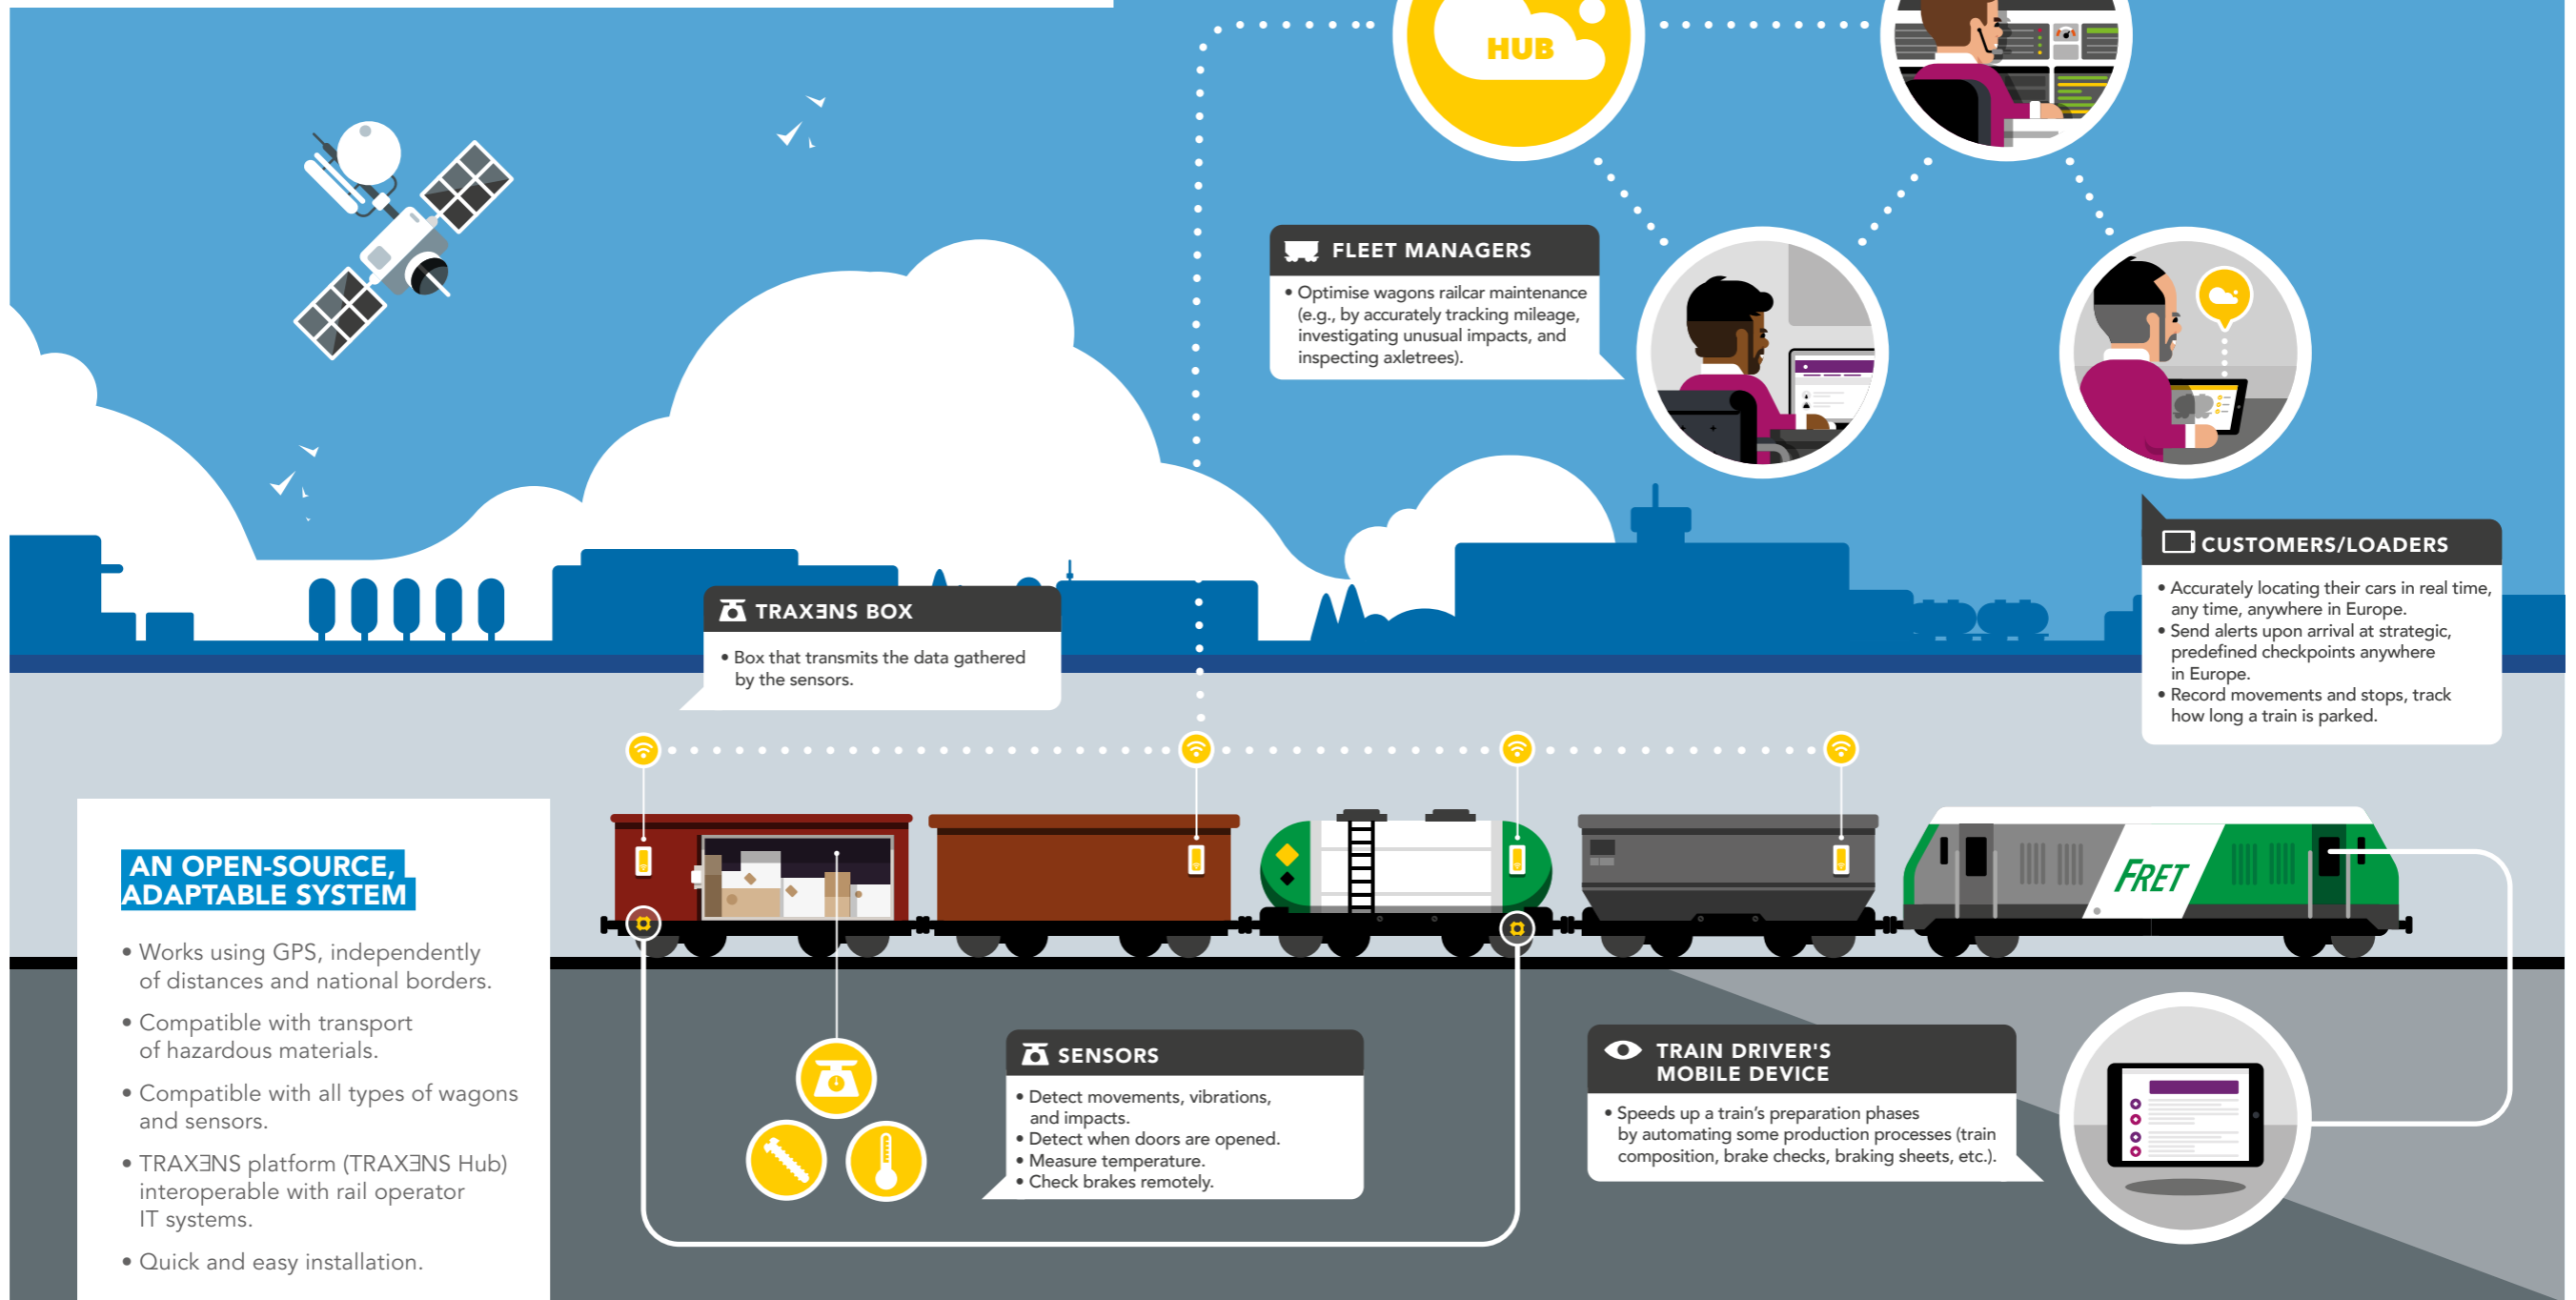 HUB
FLEET MANAGERS
• Optimise wagons railcar maintenance
(e.g., by accurately tracking mileage,
investigating unusual impacts, and
inspecting axletrees).
CUSTOMERS/LOADERS
• Accurately locating their cars in real time,
any time, anywhere in Europe.
• Send alerts upon arrival at strategic,
predefined checkpoints anywhere
in Europe.
• Record movements and stops, track
how long a train is parked.
TRAXƎNS BOX
• Box that transmits the data gathered
by the sensors.
AN OPEN-SOURCE,
ADAPTABLE SYSTEM
• Works using GPS, independently
of distances and national borders.
• Compatible with transport
of hazardous materials.
• Compatible with all types of wagons
and sensors.
• TRAXƎNS platform (TRAXƎNS Hub)
interoperable with rail operator
IT systems.
• Quick and easy installation.
FRET
SENSORS
• Detect movements, vibrations,
and impacts.
• Detect when doors are opened.
• Measure temperature.
• Check brakes remotely.
TRAIN DRIVER'S
MOBILE DEVICE
• Speeds up a train’s preparation phases
by automating some production processes (train
composition, brake checks, braking sheets, etc.).